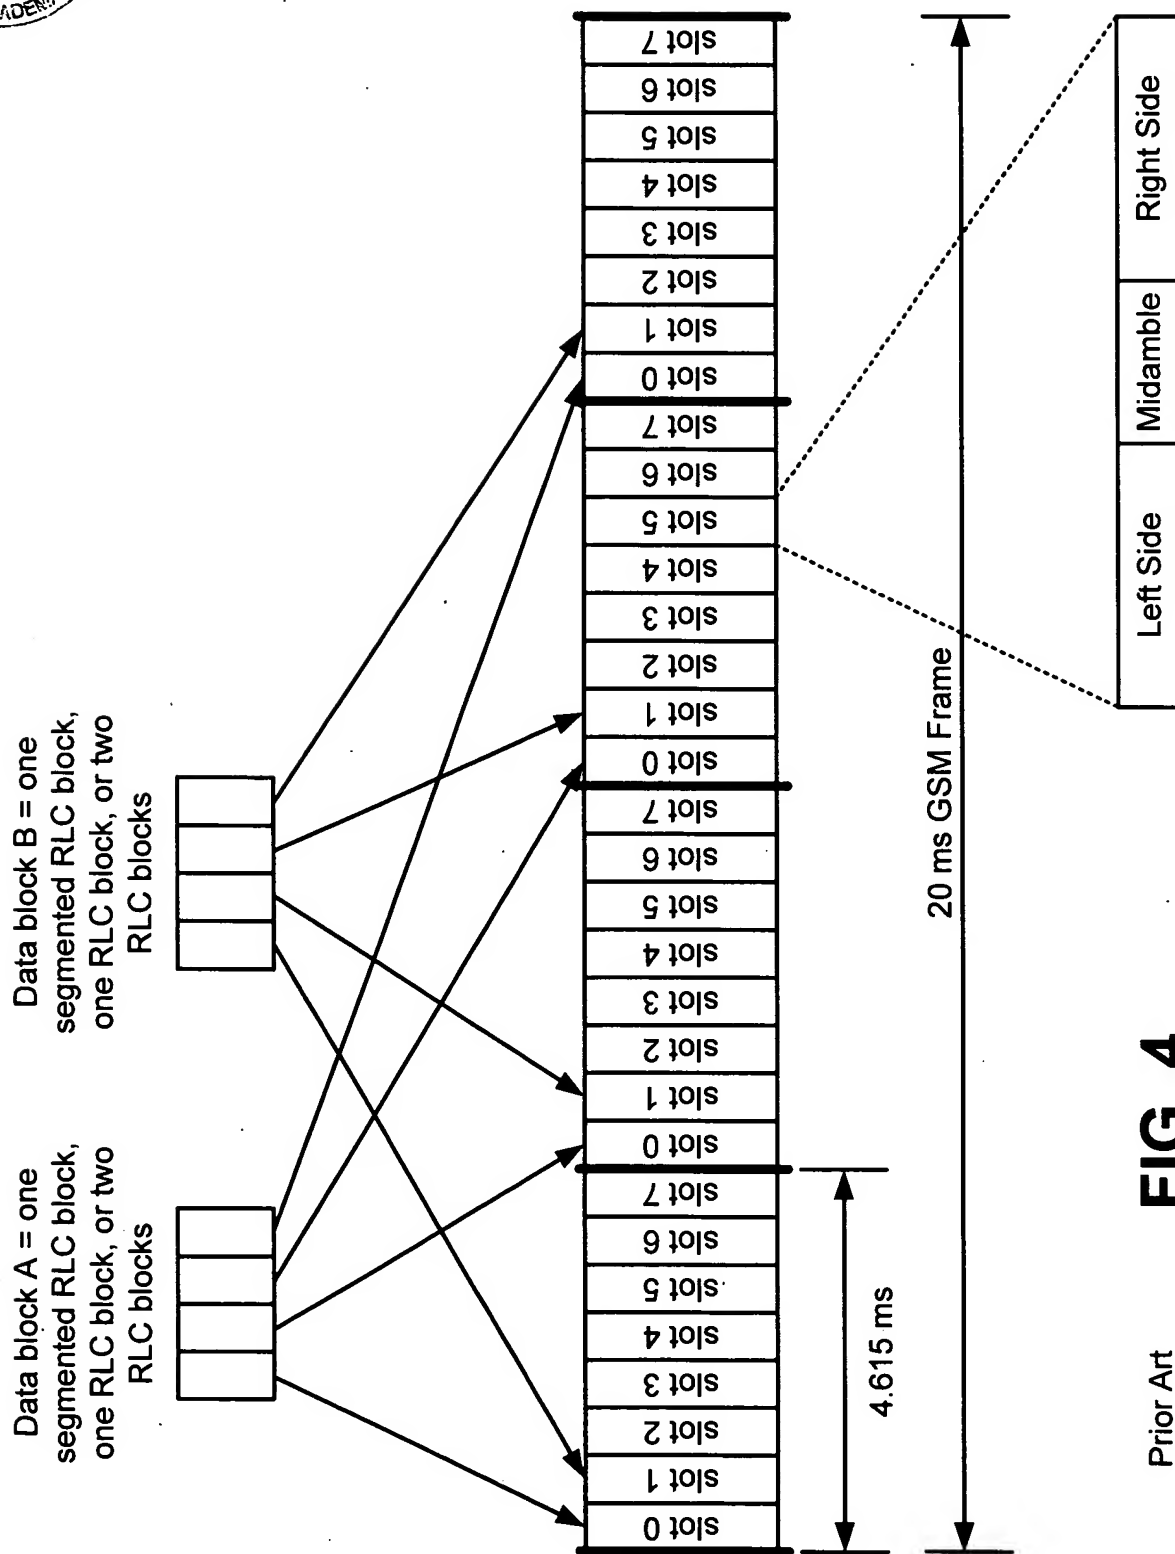 Data block A = one
segmented RLC block,
one RLC block, or two
RLC blocks
Data block B = one
segmented RLC block,
one RLC block, or two
RLC blocks
slot 0
slot 1
slot 2
slot 3
slot 4
slot 5
slot 6
slot 7
slot 0
slot 1
slot 2
slot 3
slot 4
slot 5
slot 6
slot 7
slot 0
slot 1
slot 2
slot 3
slot 4
slot 5
slot 6
slot 7
slot 0
slot 1
slot 2
slot 3
slot 4
slot 5
slot 6
slot 7
4.615 ms
20 ms GSM Frame
Left Side
Midamble
Right Side
Prior Art
FIG 4